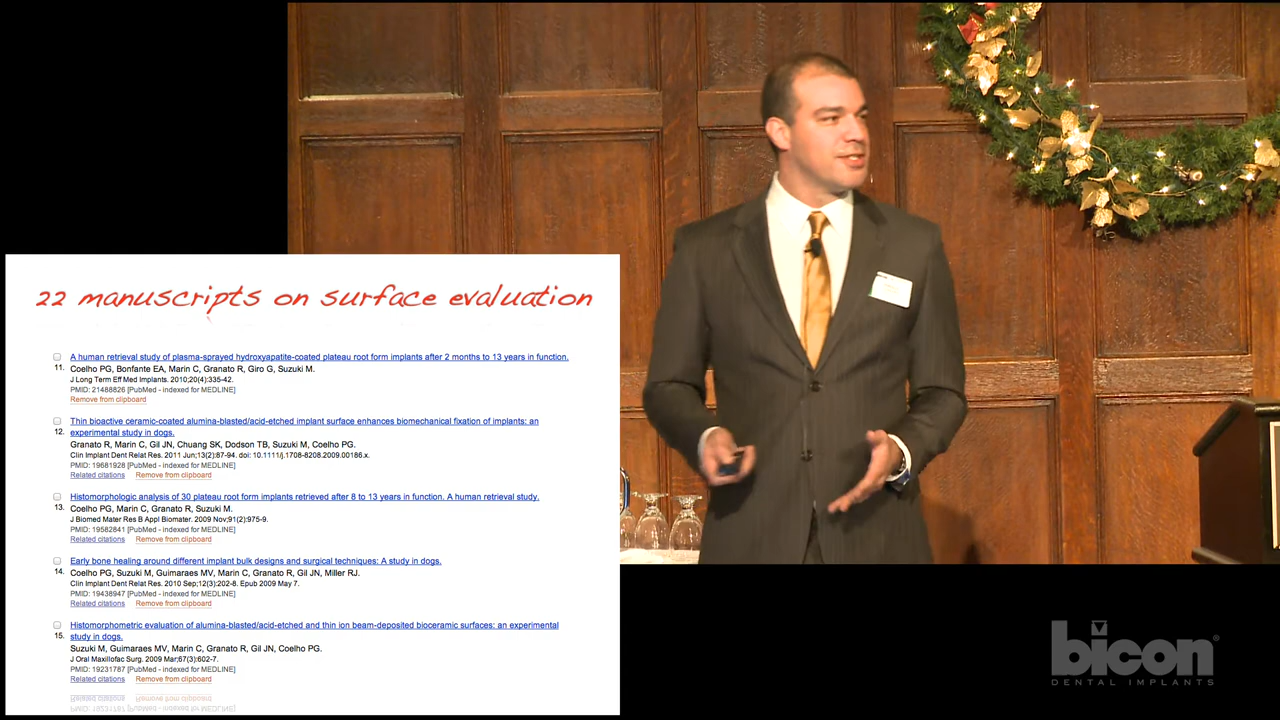 22 manuscripts on surface evaluation
A human retrieval study of plasma-sprayed hydroxyapatite-coated plateau root form implants after 2 months to 13 years in function.
11. Coelho PG, Bonfante EA, Marin C, Granato R, Giro G, Suzuki M.
J Long Term Eff Med Implants. 2010;20(4):335-42.
PMID: 21488826 [PubMed - indexed for MEDLINE]
Remove from clipboard
Thin bioactive ceramic-coated alumina-blasted/acid-etched implant surface enhances biomechanical fixation of implants: an
12. experimental study in dogs.
Granato R, Marin C, Gil JN, Chuang SK, Dodson TB, Suzuki M, Coelho PG.
Clin Implant Dent Relat Res. 2011 Jun;13(2):87-94. doi: 10.1111/j.1708-8208.2009.00186.x.
PMID: 19681928 [PubMed - indexed for MEDLINE]
Related citations Remove from clipboard
Histomorphologic analysis of 30 plateau root form implants retrieved after 8 to 13 years in function. A human retrieval study.
13. Coelho PG, Marin C, Granato R, Suzuki M.
J Biomed Mater Res B Appl Biomater. 2009 Nov;91(2):975-9.
PMID: 19582841 [PubMed - indexed for MEDLINE]
Related citations Remove from clipboard
Early bone healing around different implant bulk designs and surgical techniques: A study in dogs.
14. Coelho PG, Suzuki M, Guimaraes MV, Marin C, Granato R, Gil JN, Miller RJ.
Clin Implant Dent Relat Res. 2010 Sep;12(3):202-8. Epub 2009 May 7.
PMID: 19438947 [PubMed - indexed for MEDLINE]
Related citations Remove from clipboard
Histomorphometric evaluation of alumina-blasted/acid-etched and thin ion beam-deposited bioceramic surfaces: an experimental
15. study in dogs.
Suzuki M, Guimaraes MV, Marin C, Granato R, Gil JN, Coelho PG.
J Oral Maxillofac Surg. 2009 Mar;67(3):602-7.
PMID: 19231787 [PubMed - indexed for MEDLINE]
Related citations Remove from clipboard
bicon®
DENTAL IMPLANTS